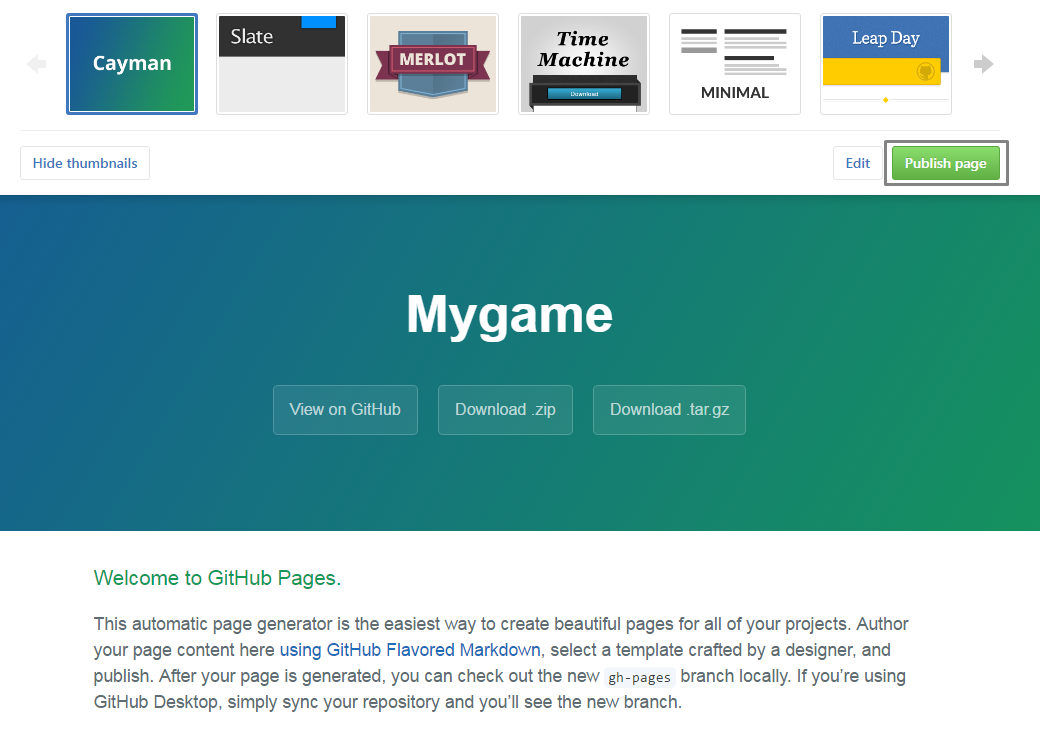 Cayman
Slate
MERLOT
Time
Machine
Download
MINIMAL
Leap Day
Hide thumbnails
Edit
Publish page
Mygame
View on GitHub
Download .zip
Download .tar.gz
Welcome to GitHub Pages.
This automatic page generator is the easiest way to create beautiful pages for all of your projects. Author
your page content here using GitHub Flavored Markdown, select a template crafted by a designer, and
publish. After your page is generated, you can check out the new gh-pages branch locally. If you’re using
GitHub Desktop, simply sync your repository and you’ll see the new branch.